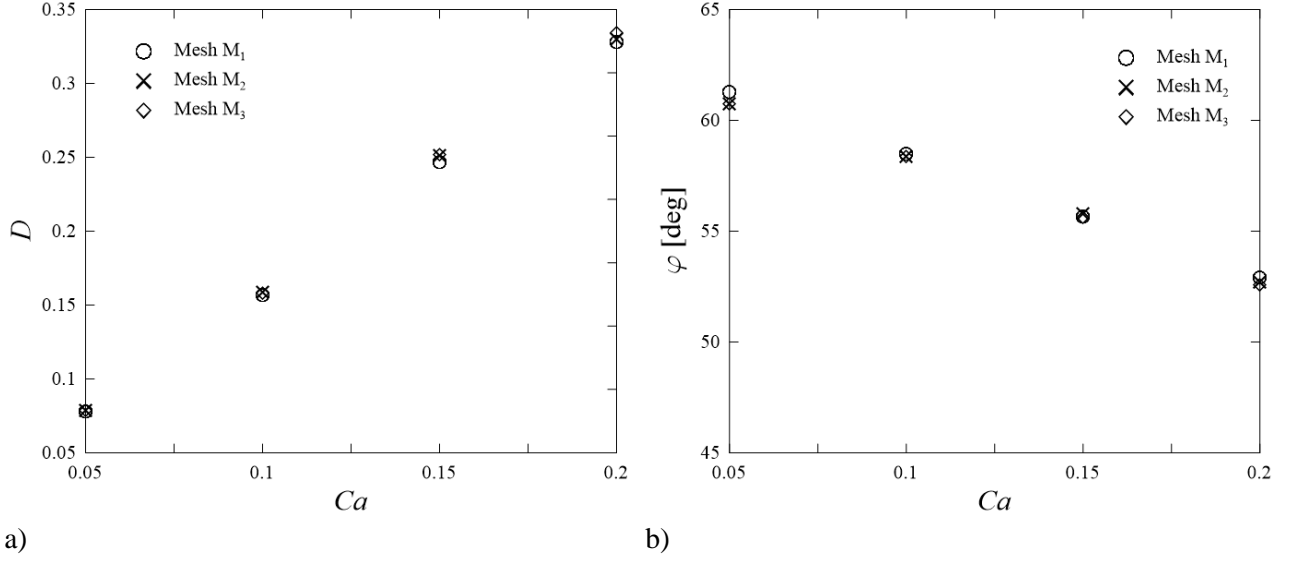 0.35
0.3
0.25
0.2
0.15
0.1
0.05
D
Mesh M₁
Mesh M₂
Mesh M₃
0.05 0.1 0.15 0.2
Ca
a)
65
60
55
50
45
φ [deg]
Mesh M₁
Mesh M₂
Mesh M₃
0.05 0.1 0.15 0.2
Ca
b)